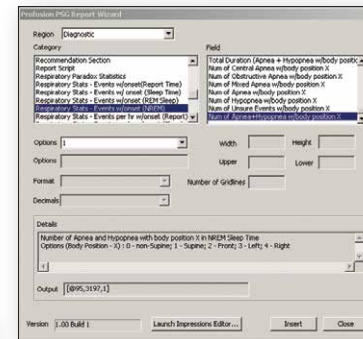 Profusion PSG Report Wizard
Region Diagnostic
Category
Field
Recommendation Section
Report Script
Respiratory Paradox Statistics
Respiratory Stats - Events w/onset(Report Time)
Respiratory Stats - Events w/ onset (Sleep Time)
Respiratory Stats - Events w/onset (REM Sleep)
Respiratory Stats - Events w/onset (NREM)
Respiratory Stats - Events per hr w/onset (Report)
Total Duration (Apnea + Hypopnea w/body positic
Num of Central Apnea w/body position X
Num of Obstructive Apnea w/body position X
Num of Mixed Apnea w/body position X
Num of Apnea w/body position X
Num of Hypopnea w/body position X
Num of Unsure Events w/body position X
Num of Apnea+Hypopnea w/body position X
Options 1
Width
Height
Options
Upper
Lower
Format
Number of Gridlines
Decimals
Details
Number of Apnea and Hypopnea with body position X in NREM Sleep Time
Options (Body Position - X) : 0 - non-Supine; 1 - Supine; 2 - Front; 3 - Left; 4 - Right
Output [@95,3197,1]
Version 1.00 Build 1
Launch Impressions Editor...
Insert
Close